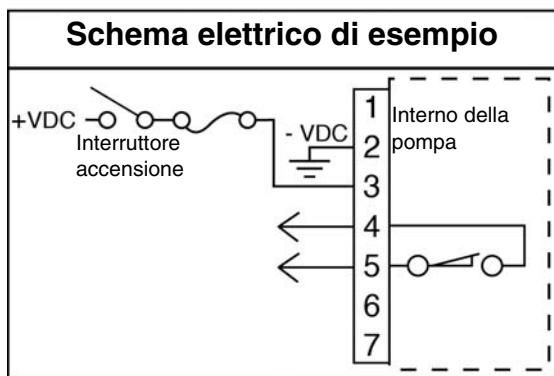 Schema elettrico di esempio
+VDC
Interruttore
accensione
- VDC
1
2
3
4
5
6
7
Interno della
pompa